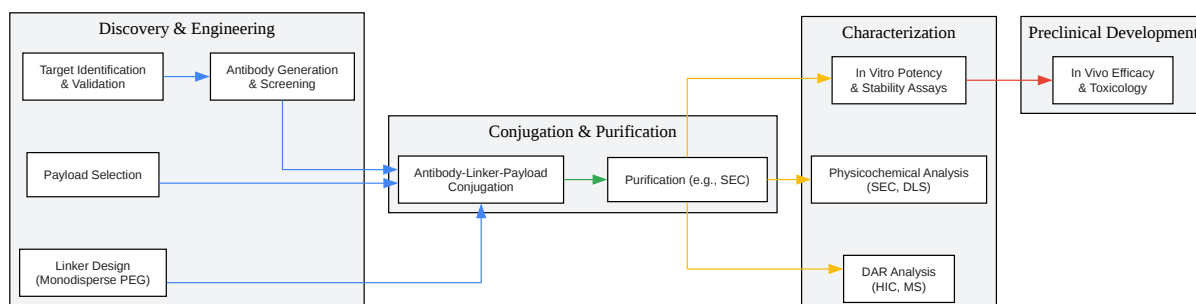 Discovery & Engineering
Target Identification
& Validation
Antibody Generation
& Screening
Payload Selection
Linker Design
(Monodisperse PEG)
Conjugation & Purification
Antibody-Linker-Payload
Conjugation
Purification (e.g., SEC)
Characterization
In Vitro Potency
& Stability Assays
Physicochemical Analysis
(SEC, DLS)
DAR Analysis
(HIC, MS)
Preclinical Development
In Vivo Efficacy
& Toxicology